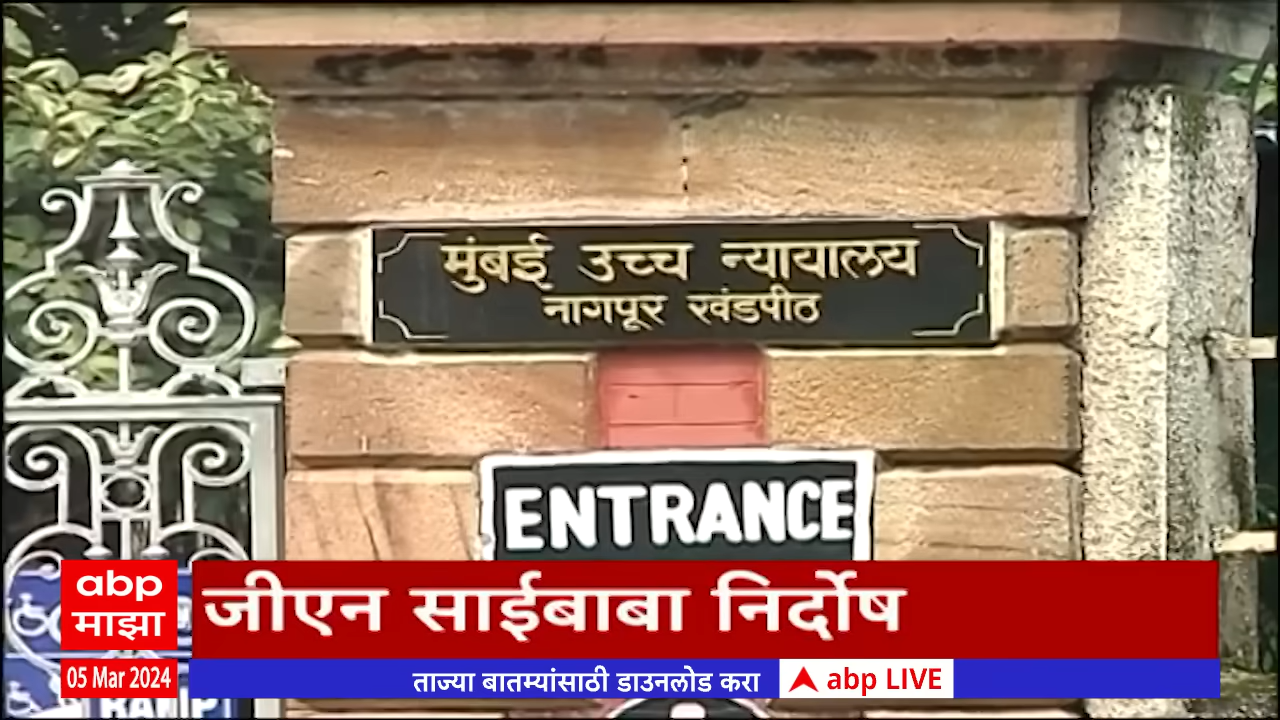 मुंबई उच्च न्यायालय
नागपूर खंडपीठ
ENTRANCE
abp
माझा
जीएन साईबाबा निर्दोष
05 Mar 2024
ताज्या बातम्यांसाठी डाउनलोड करा
abp LIVE
RAMP